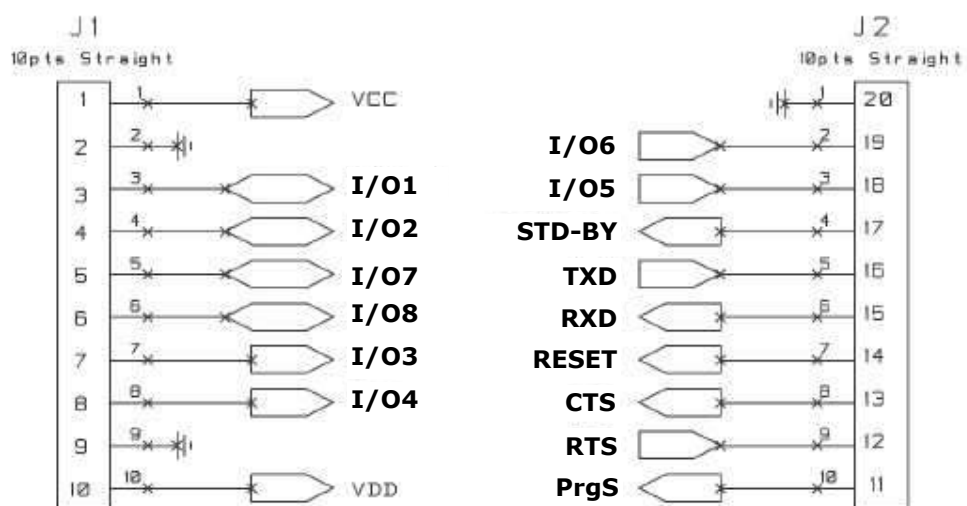 J1 J2
10pts Straight 10pts Straight
1 1 VCC 1 20
2 2 I/O6 2 19
3 3 I/O1 I/O5 3 18
4 4 I/O2 STD-BY 4 17
5 5 I/O7 TXD 5 16
6 6 I/O8 RXD 6 15
7 7 I/O3 RESET 7 14
8 8 I/O4 CTS 8 13
9 9 RTS 9 12
10 10 VDD PrgS 10 11